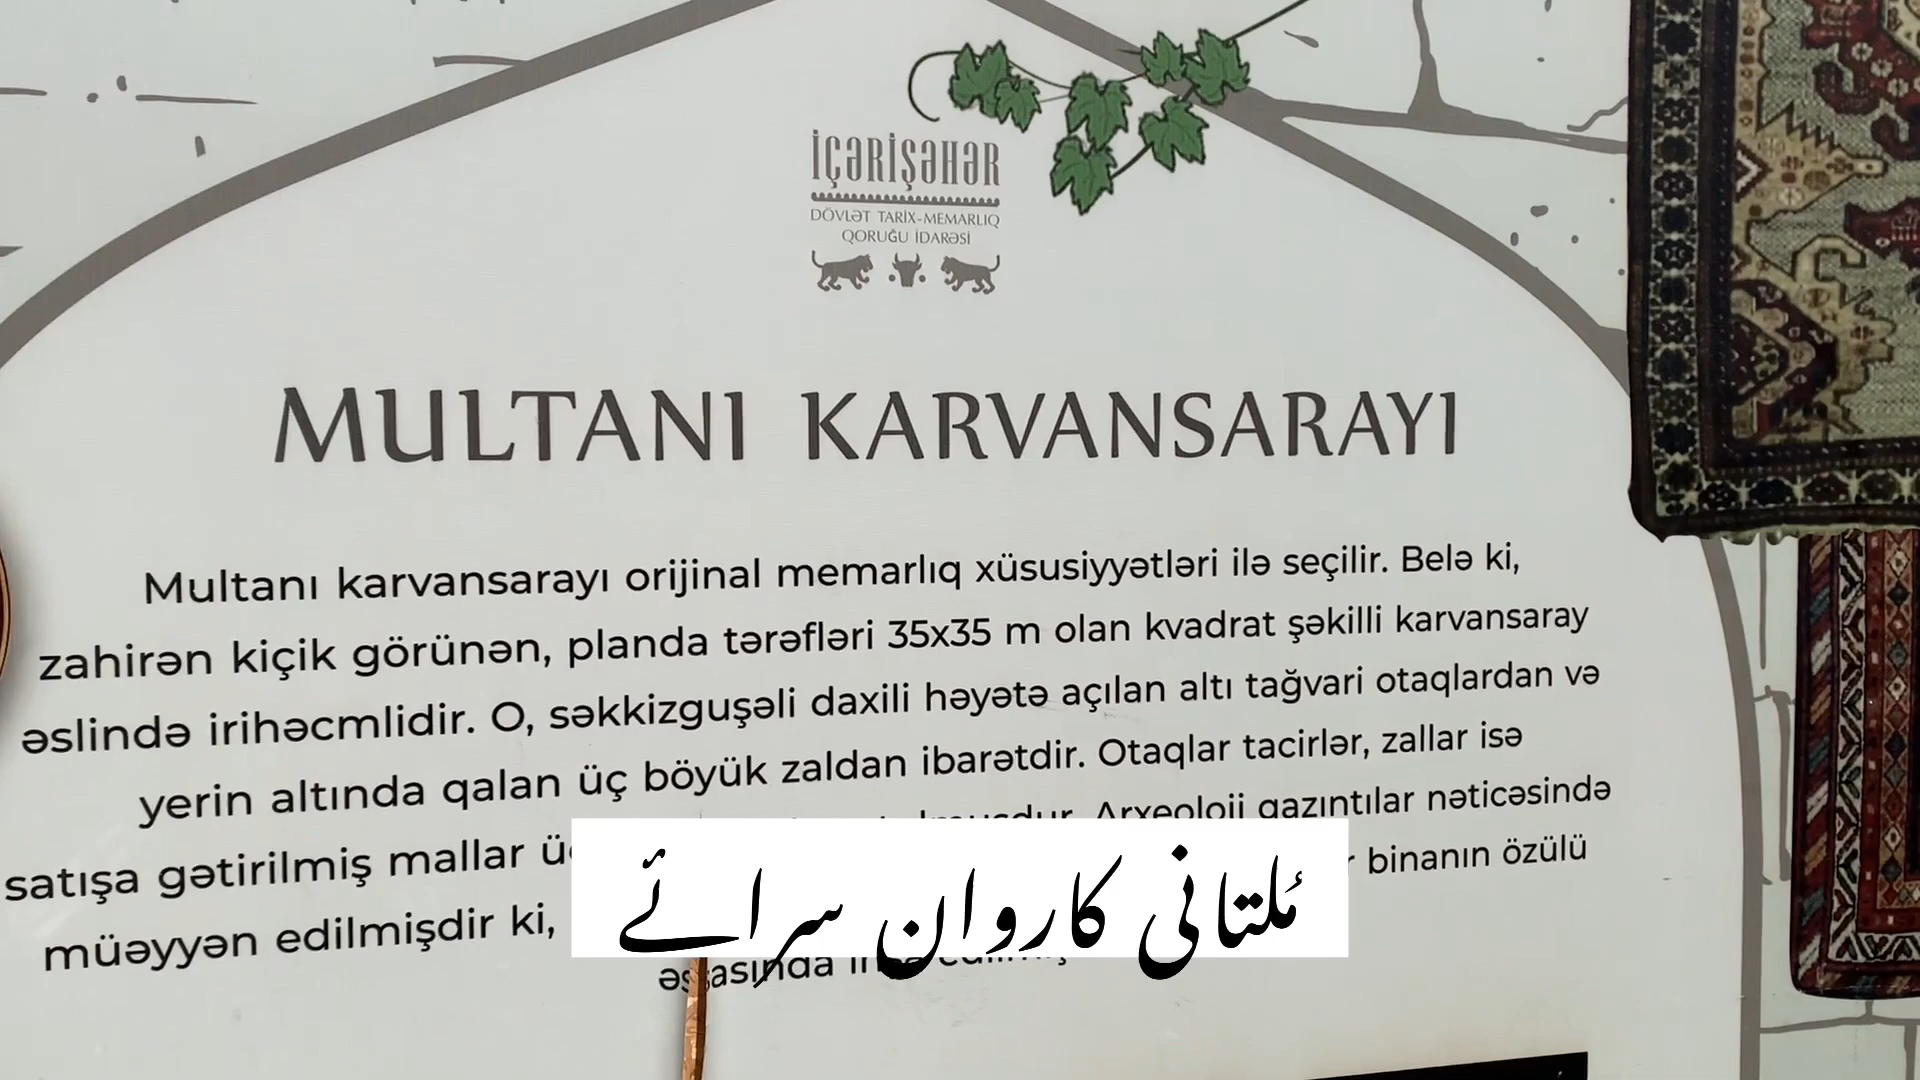 İÇƏRİŞƏHƏR
DÖVLƏT TARİX-MEMARLIQ
QORUĞU İDARƏSİ
MULTANI KARVANSARAYI
Multanı karvansarayı orijinal memarlıq xüsusiyyətləri ilə seçilir. Belə ki,
zahirən kiçik görünən, planda tərəfləri 35x35 m olan kvadrat şəkilli karvansaray
əslində irihəcmlidir. O, səkkizguşəli daxili həyətə açılan altı tağvari otaqlardan və
yerin altında qalan üç böyük zaldan ibarətdir. Otaqlar tacirlər, zallar isə
satışa gətirilmiş mallar Arxeoloji qazıntılar nəticəsində
müəyyən edilmişdir ki, binanın özülü
مُلتانی کاروان سرائے